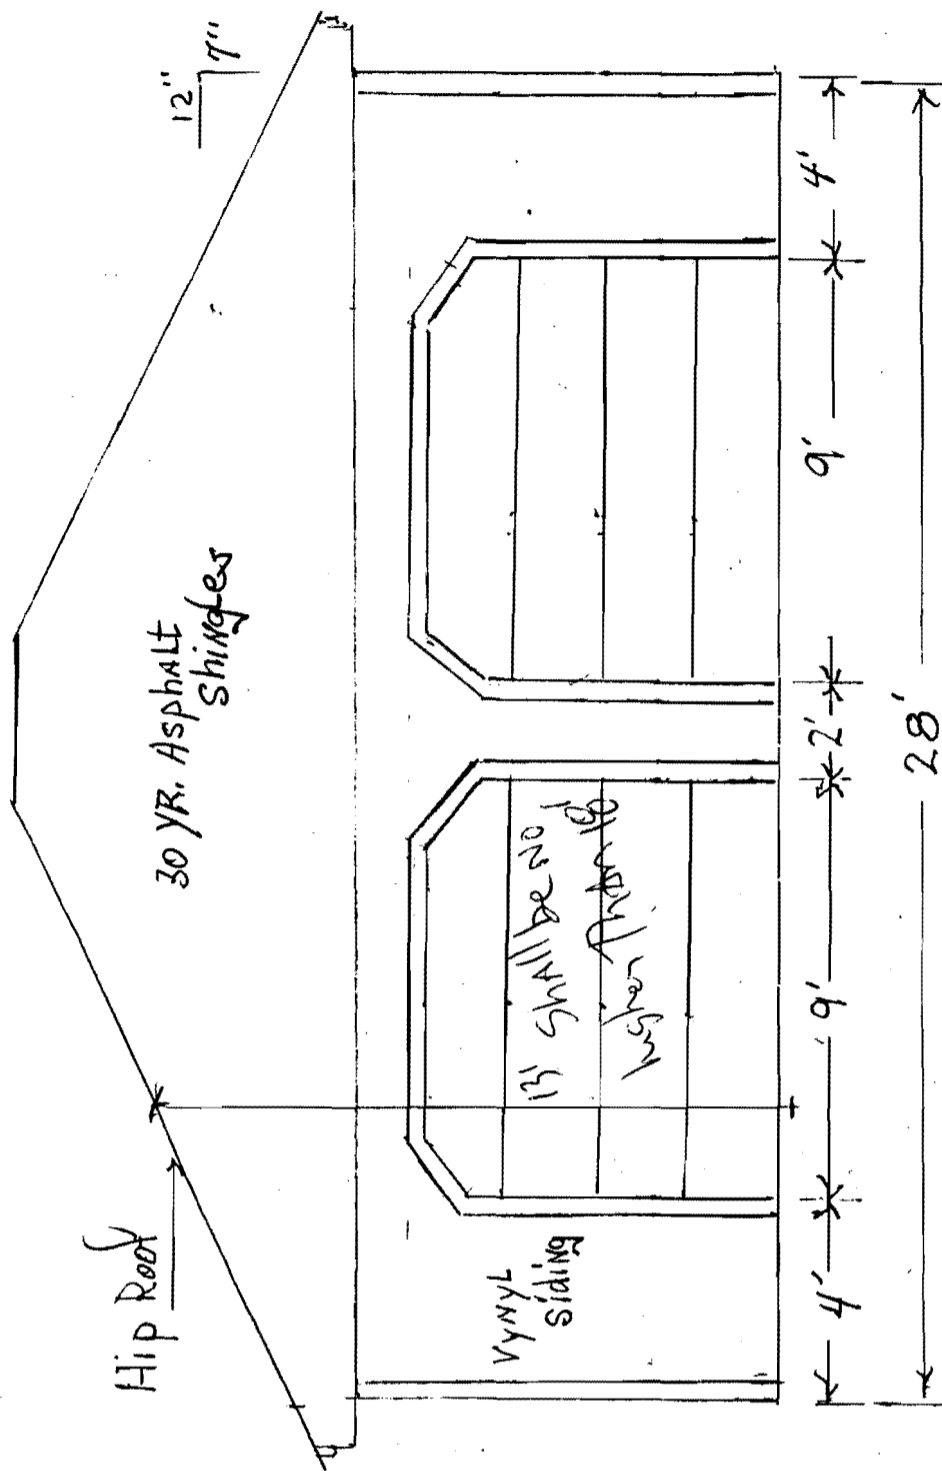 Hip Roof
30 YR. AsphaLt
ShiNgLes
12"
7"
VyNyL
SidiNg
13' ShAll be NO
higher ThAn 18'
4'
9'
2'
9'
4'
28'